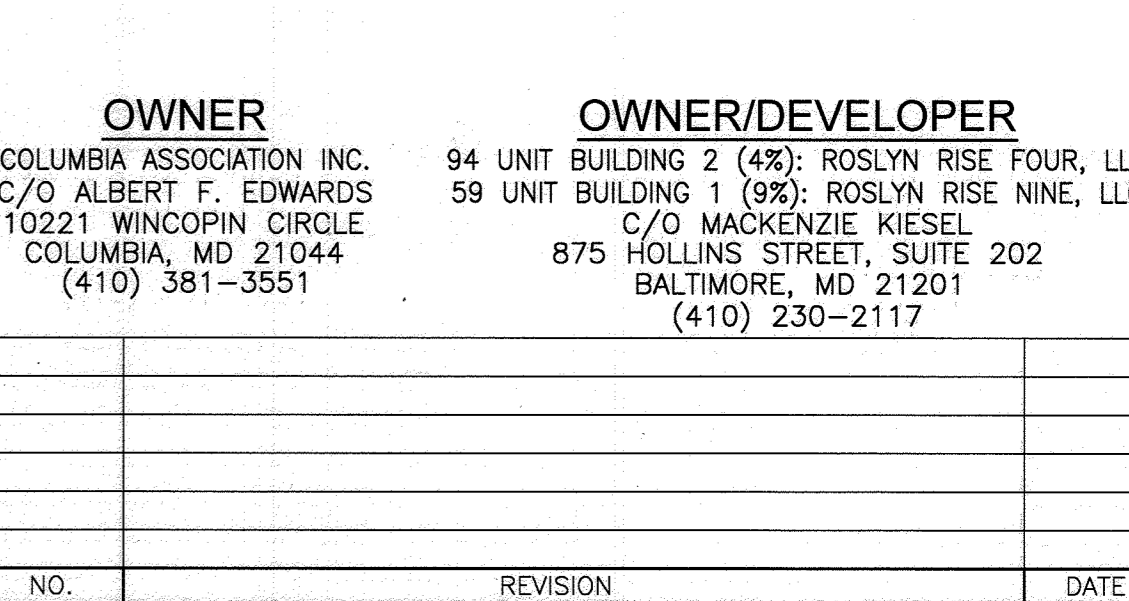 OWNER
COLUMBIA ASSOCIATION INC.
C/O ALBERT F. EDWARDS
10221 WINCOPIN CIRCLE
COLUMBIA, MD 21044
(410) 381-3551
OWNER/DEVELOPER
94 UNIT BUILDING 2 (4%): ROSLYN RISE FOUR, LL
59 UNIT BUILDING 1 (9%): ROSLYN RISE NINE, LL
C/O MACKENZIE KIESEL
875 HOLLINS STREET, SUITE 202
BALTIMORE, MD 21201
(410) 230-2117
NO. REVISION DATE